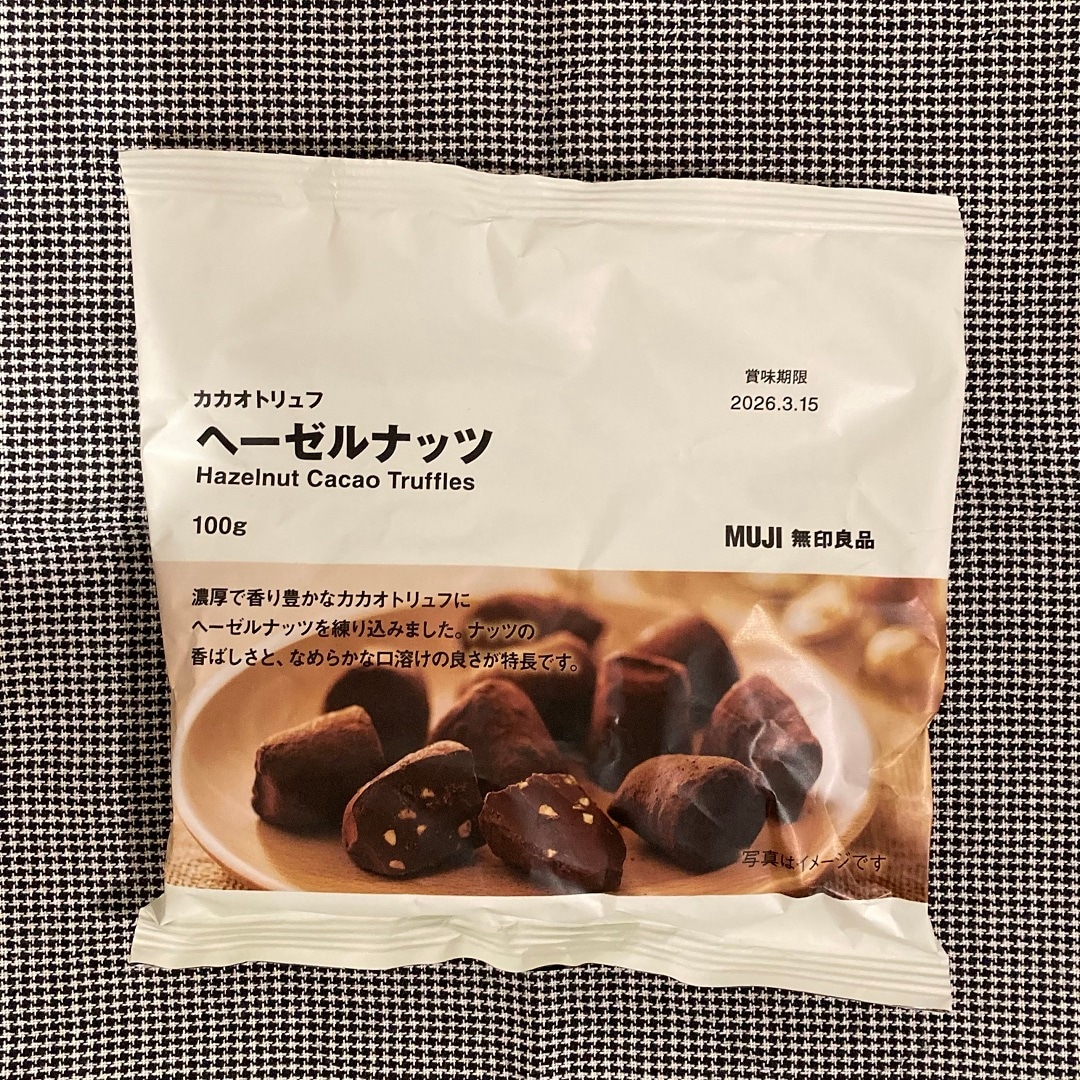 カカオトリュフ
ヘーゼルナッツ
Hazelnut Cacao Truffles
100g
賞味期限
2026.3.15
MUJI 無印良品
濃厚で香り豊かなカカオトリュフに
ヘーゼルナッツを練り込みました。ナッツの
香ばしさと、なめらかな口溶けの良さが特長です。
写真はイメージです